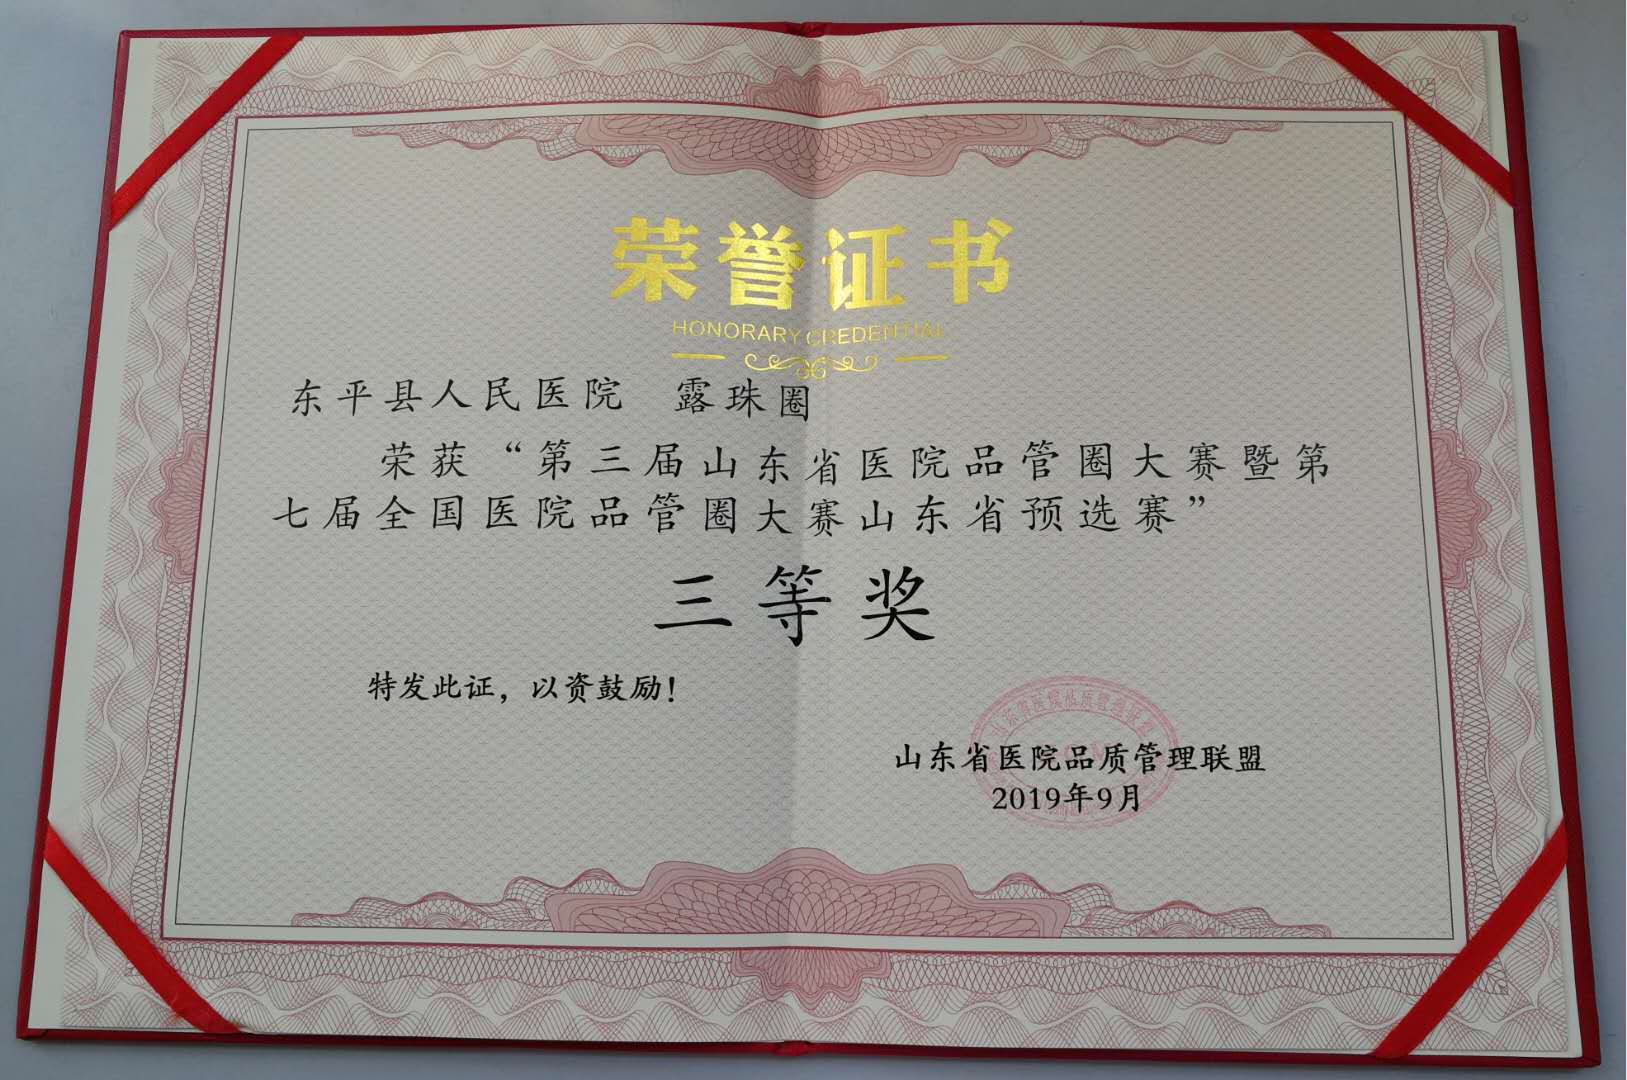 荣誉证书
HONORARY CREDENTIAL
东平县人民医院 露珠圈
荣获“第三届山东省医院品管圈大赛暨第
七届全国医院品管圈大赛山东省预选赛”
三等奖
特发此证，以资鼓励！
山东省医院品质管理联盟
2019年9月